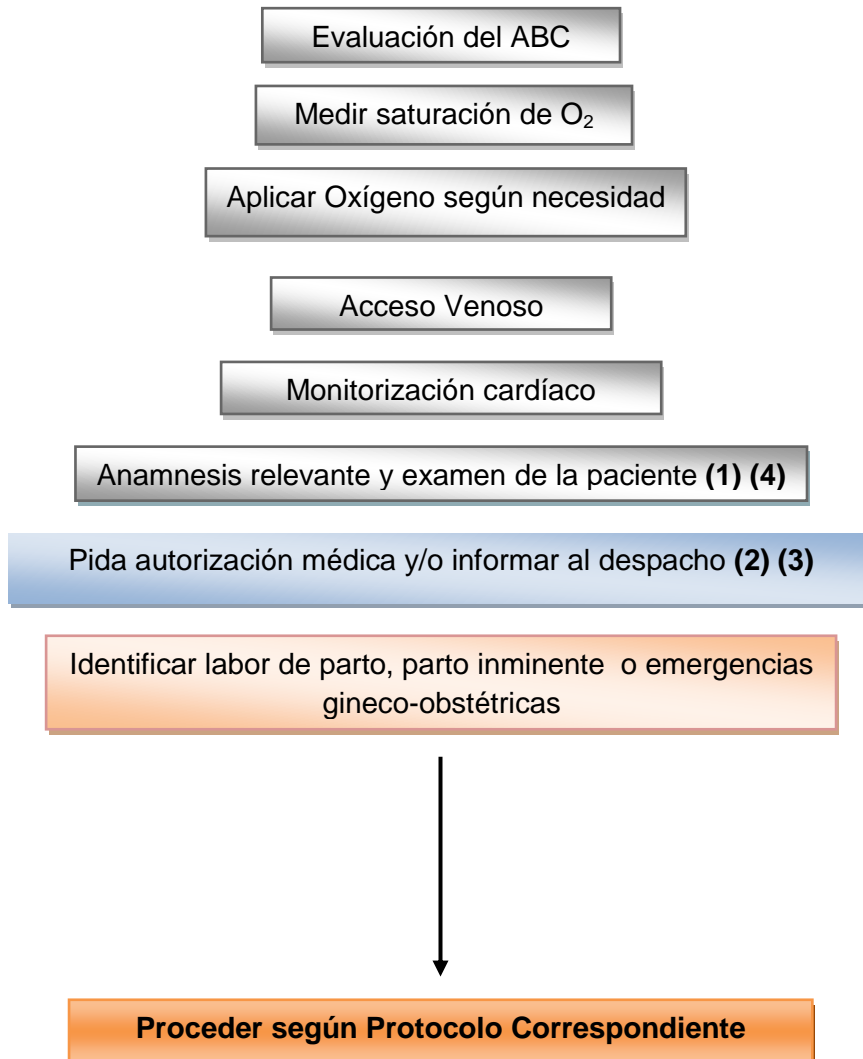 Evaluación del ABC
Medir saturación de O₂
Aplicar Oxígeno según necesidad
Acceso Venoso
Monitorización cardíaco
Anamnesis relevante y examen de la paciente (1) (4)
Pida autorización médica y/o informar al despacho (2) (3)
Identificar labor de parto, parto inminente o emergencias
gineco-obstétricas
Proceder según Protocolo Correspondiente